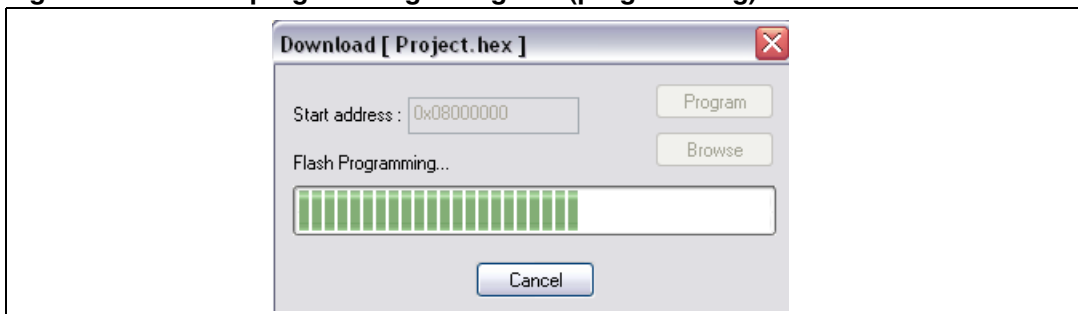 Download [ Project.hex ]
Start address : 0x08000000
Program
Browse
Flash Programming...
Cancel